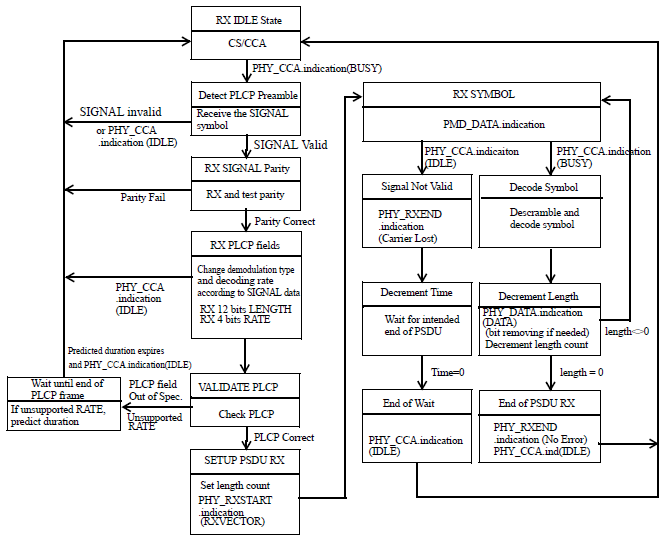 RX IDLE State
CS/CCA
PHY_CCA.indication(BUSY)
Detect PLCP Preamble
Receive the SIGNAL
symbol
SIGNAL invalid
or PHY_CCA
.indication (IDLE)
SIGNAL Valid
RX SIGNAL Parity
RX and test parity
Parity Fail
Parity Correct
RX PLCP fields
Change demodulation type
and decoding rate
according to SIGNAL data
RX 12 bits LENGTH
RX 4 bits RATE
PHY_CCA
.indication
(IDLE)
Predicted duration expires
and PHY_CCA.indication(IDLE)
Wait until end of
PLCP frame
If unsupported RATE,
predict duration
PLCP field
Out of Spec.
Unsupported
RATE
VALIDATE PLCP
Check PLCP
PLCP Correct
SETUP PSDU RX
Set length count
PHY_RXSTART
.indication
(RXVECTOR)
RX SYMBOL
PMD_DATA.indication
PHY_CCA.indicaiton
(IDLE)
PHY_CCA.indication
(BUSY)
Signal Not Valid
PHY_RXEND
.indication
(Carrier Lost)
Decode Symbol
Descramble and
decode symbol
Decrement Time
Wait for intended
end of PSDU
Decrement Length
PHY_DATA.indication
(DATA)
(bit removing if needed)
Decrement length count
length<>0
Time=0
length = 0
End of Wait
PHY_CCA.indication
(IDLE)
End of PSDU RX
PHY_RXEND
.indication (No Error)
PHY_CCA.ind(IDLE)